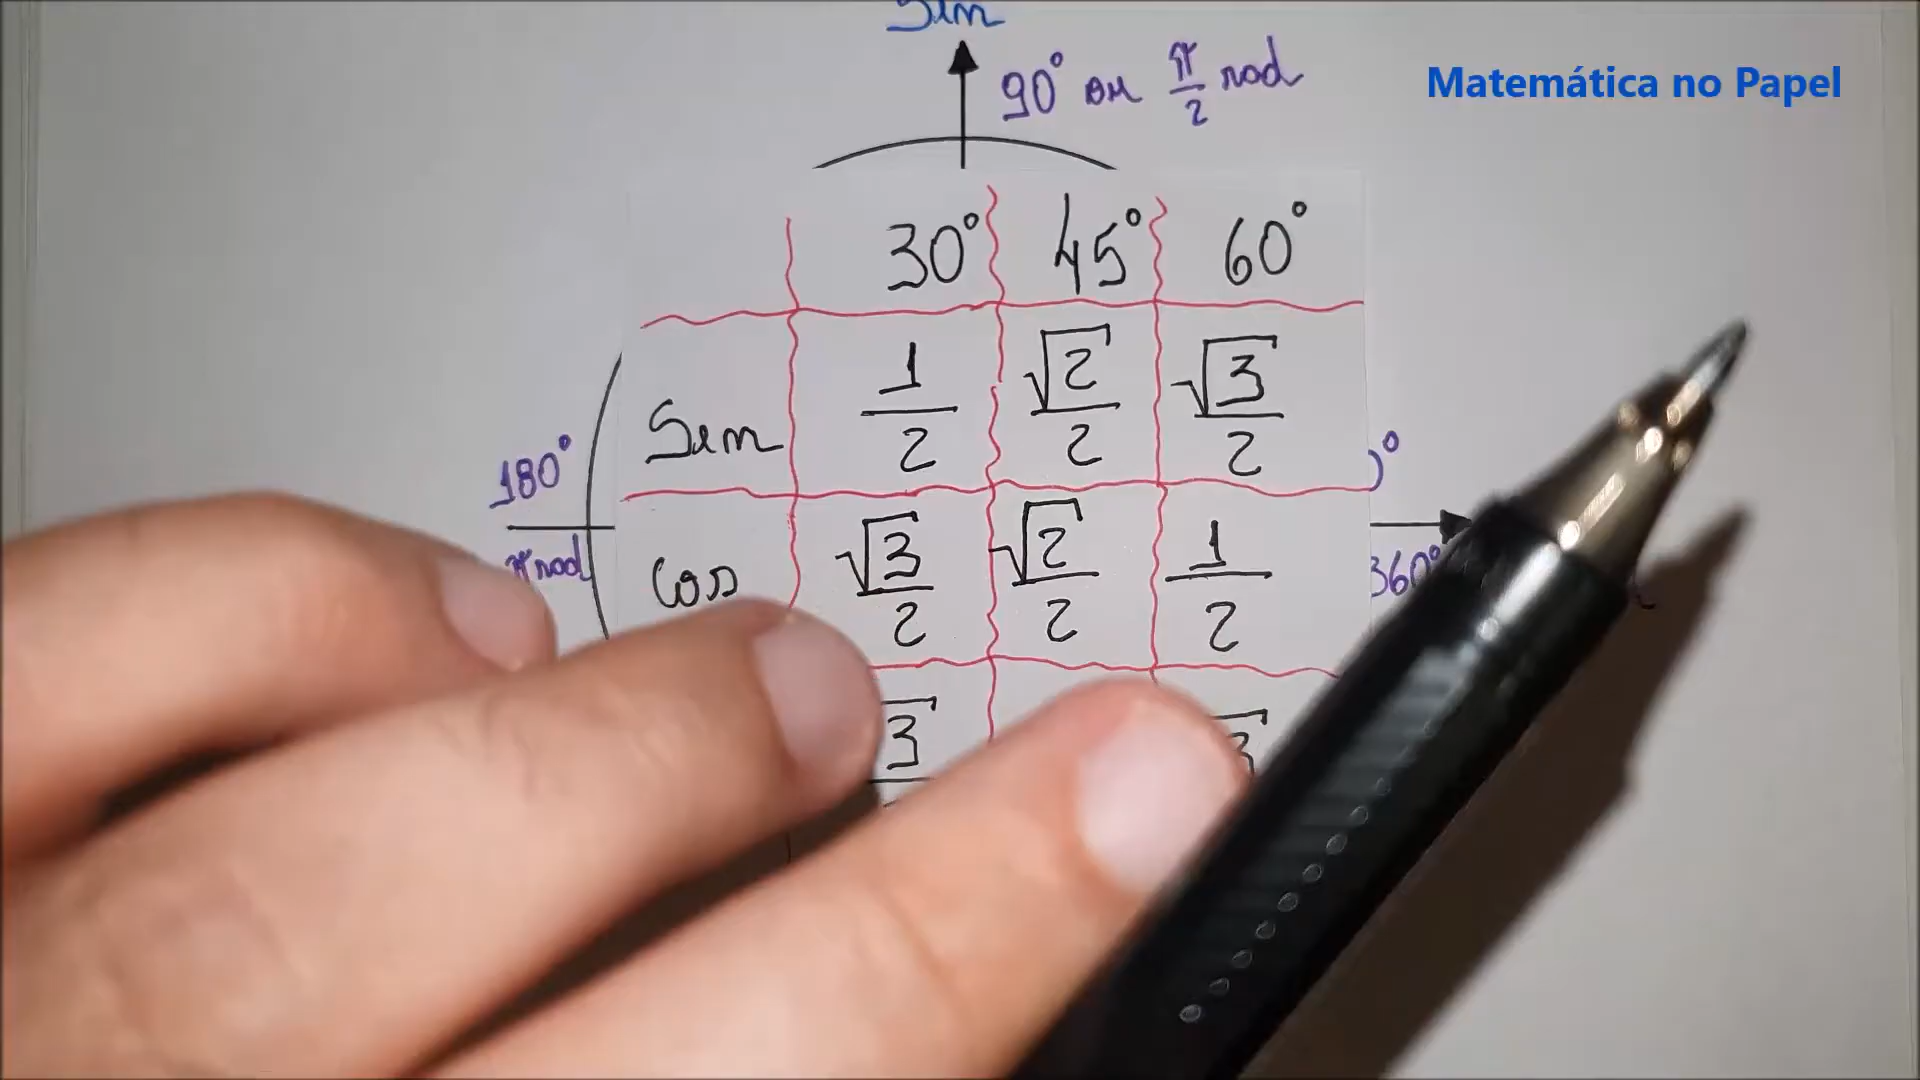 Sen
90° ou π/2 rad
Matemática no Papel
30° 45° 60°
Sen 1/2 √2/2 √3/2
180°
π rad
Cos √3/2 √2/2 1/2
360°
√3